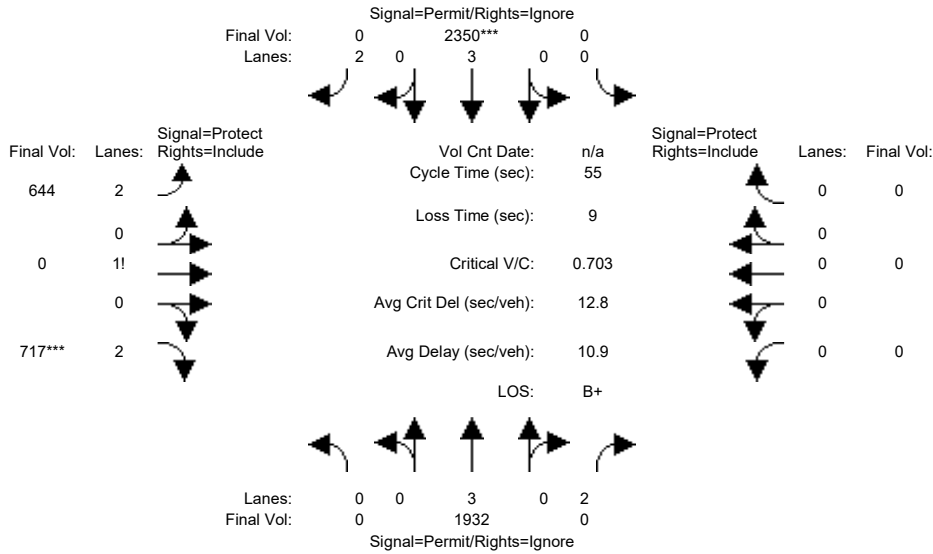 Signal=Permit/Rights=Ignore
Final Vol: 0 2350*** 0
Lanes: 2 0 3 0 0
Signal=Protect Signal=Protect
Final Vol: Lanes: Rights=Include Vol Cnt Date: n/a Rights=Include Lanes: Final Vol:
Cycle Time (sec): 55
644 2 0 0
Loss Time (sec): 9
0 0
0 1! Critical V/C: 0.703 0 0
0 Avg Crit Del (sec/veh): 12.8 0
717*** 2 Avg Delay (sec/veh): 10.9 0 0
LOS: B+
Lanes: 0 0 3 0 2
Final Vol: 0 1932 0
Signal=Permit/Rights=Ignore